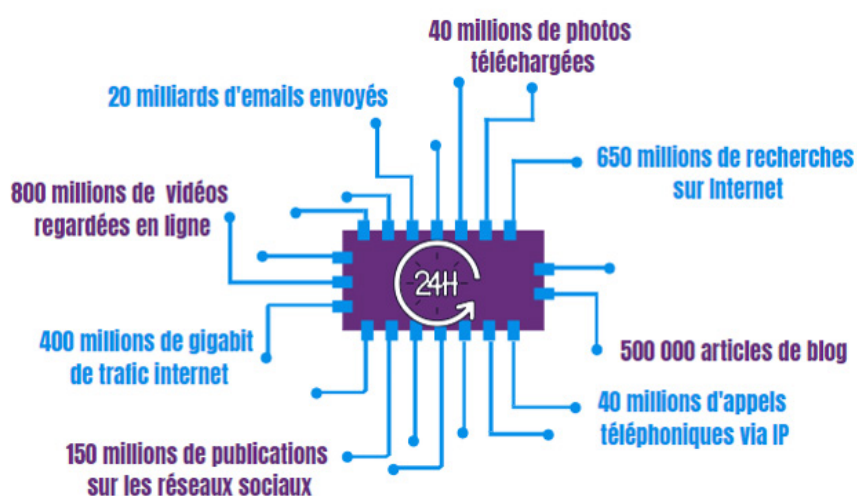 40 millions de photos
téléchargées
20 milliards d'emails envoyés
650 millions de recherches
sur Internet
800 millions de vidéos
regardées en ligne
24H
400 millions de gigabit
de trafic internet
500 000 articles de blog
40 millions d'appels
téléphoniques via IP
150 millions de publications
sur les réseaux sociaux